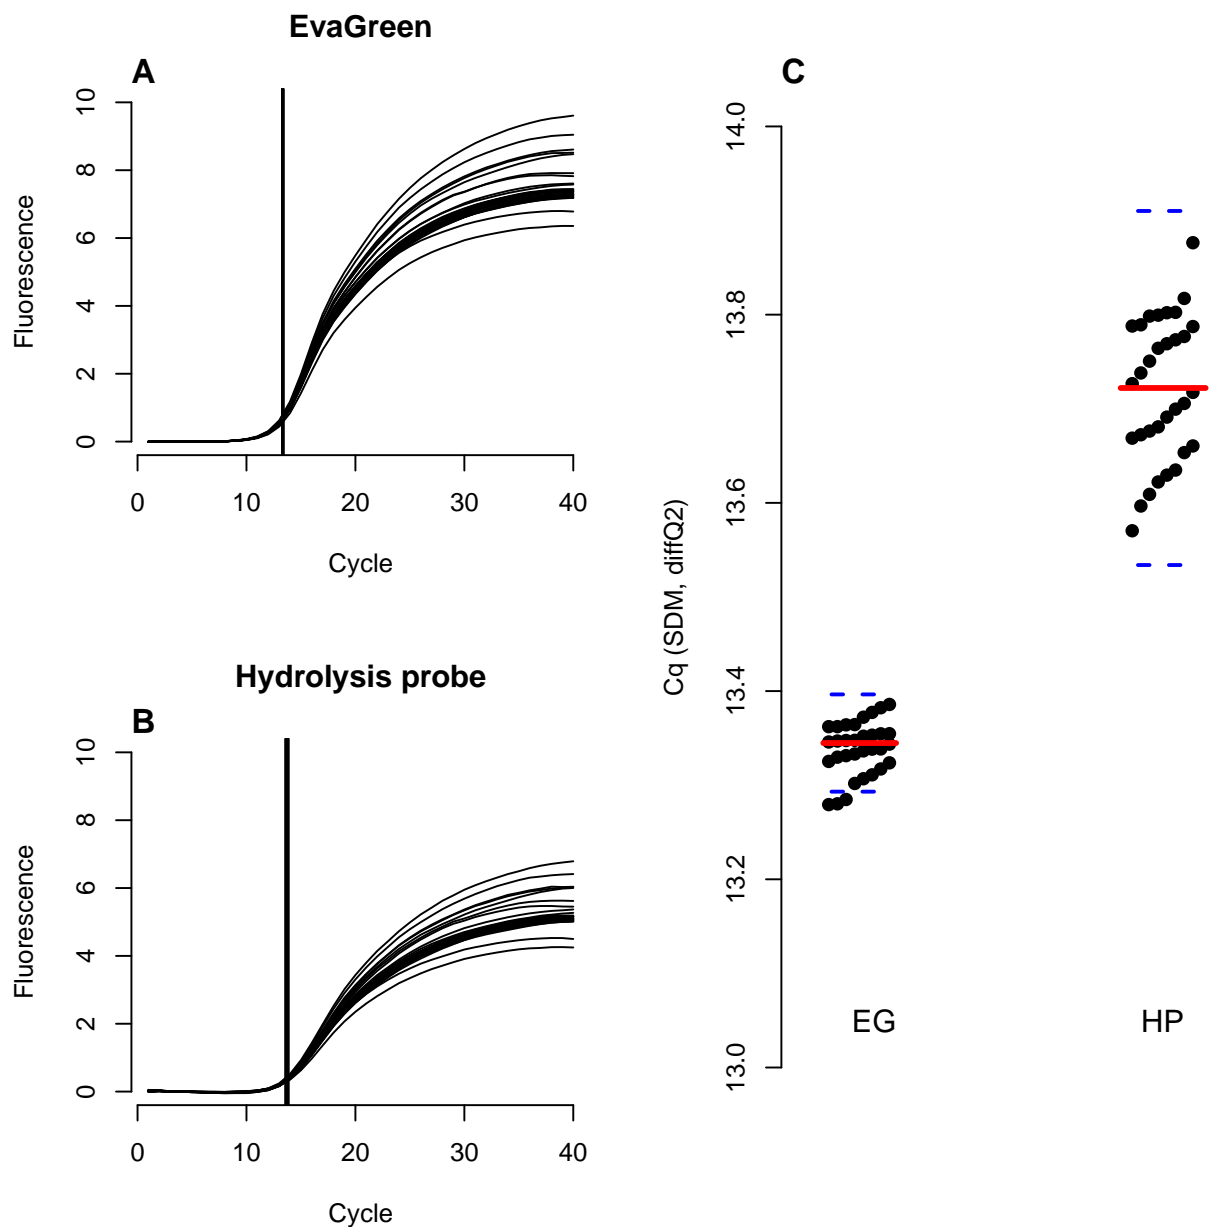 EvaGreen
A
Fluorescence
0 2 4 6 8 10
0 10 20 30 40
Cycle
Hydrolysis probe
B
Fluorescence
0 2 4 6 8 10
0 10 20 30 40
Cycle
C
Cq (SDM, diffQ2)
13.0 13.2 13.4 13.6 13.8 14.0
EG HP